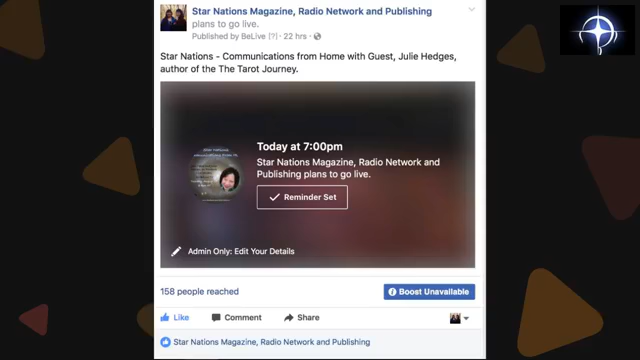 Star Nations Magazine, Radio Network and Publishing
plans to go live.
Published by BeLive [?] · 22 hrs ·
Star Nations - Communications from Home with Guest, Julie Hedges,
author of the The Tarot Journey.
Today at 7:00pm
Star Nations Magazine, Radio Network and
Publishing plans to go live.
Reminder Set
Admin Only: Edit Your Details
158 people reached
Boost Unavailable
Like Comment Share
Star Nations Magazine, Radio Network and Publishing